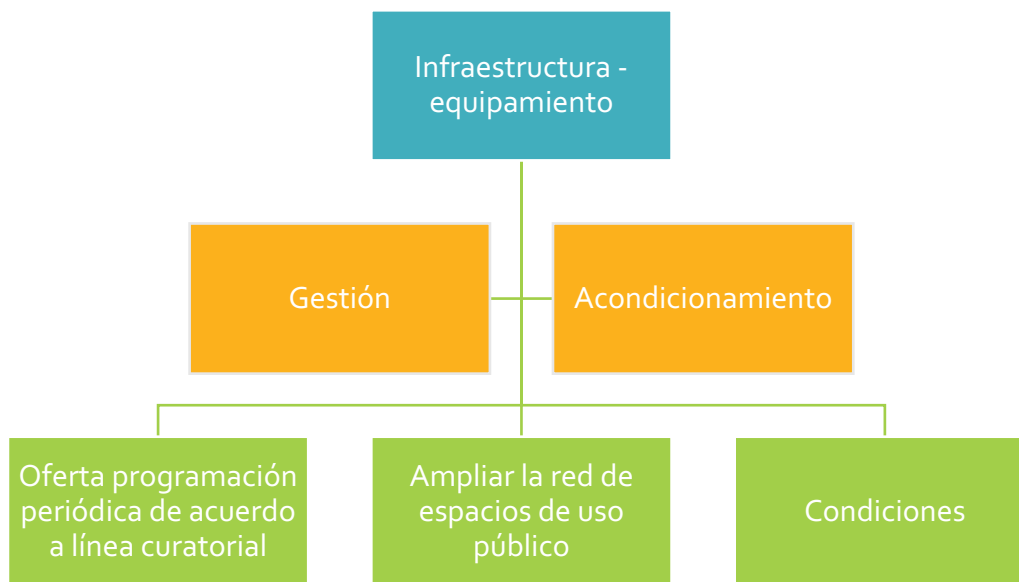 Infraestructura -
equipamiento
Gestión
Acondicionamiento
Oferta programación
periódica de acuerdo
a línea curatorial
Ampliar la red de
espacios de uso
público
Condiciones